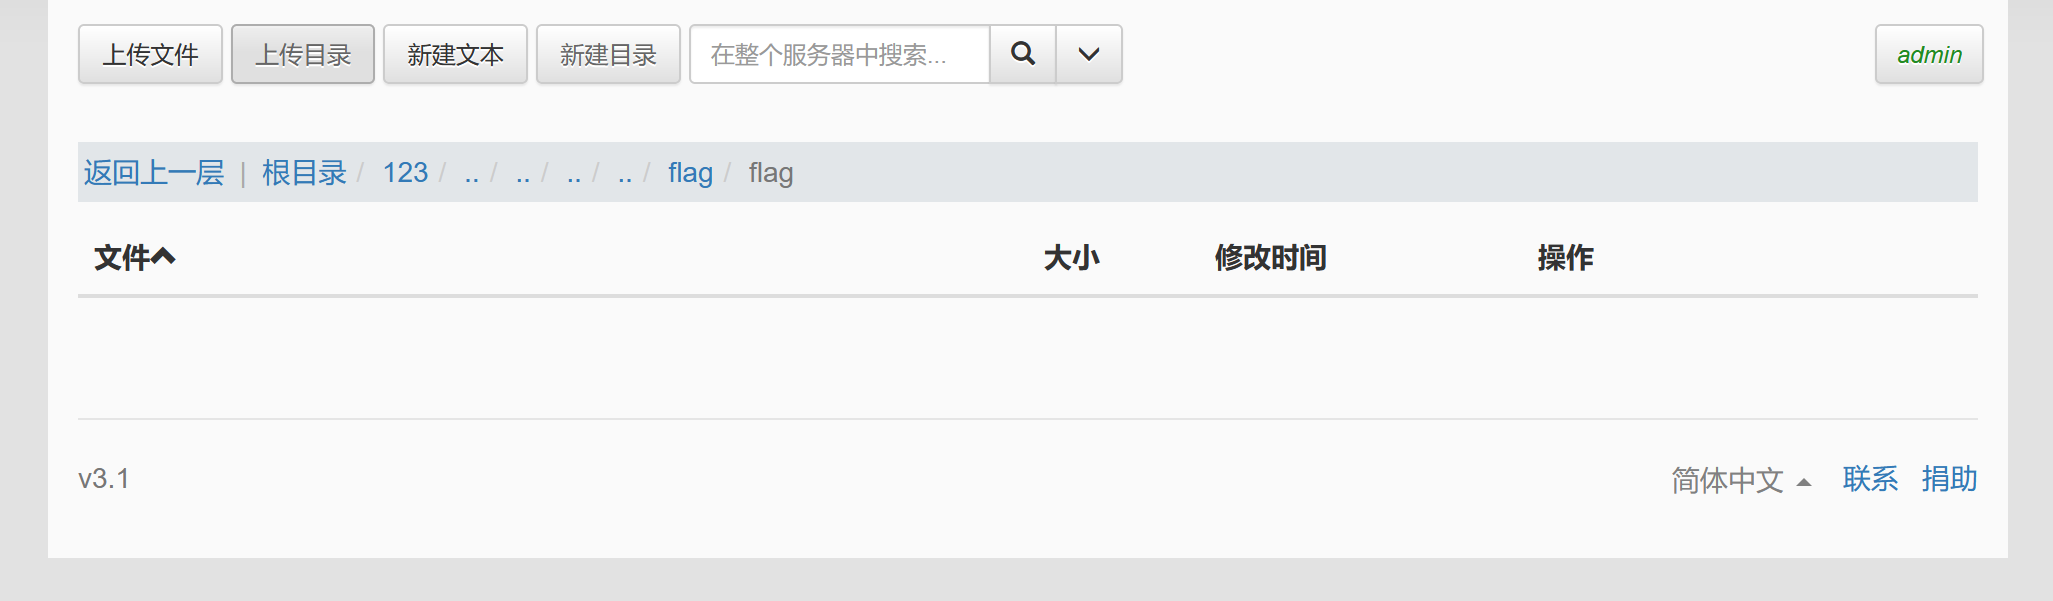 上传文件 上传目录 新建文本 新建目录 在整个服务器中搜索... admin
返回上一层 | 根目录 / 123 / .. / .. / .. / .. / flag / flag
文件 大小 修改时间 操作
v3.1 简体中文 联系 捐助